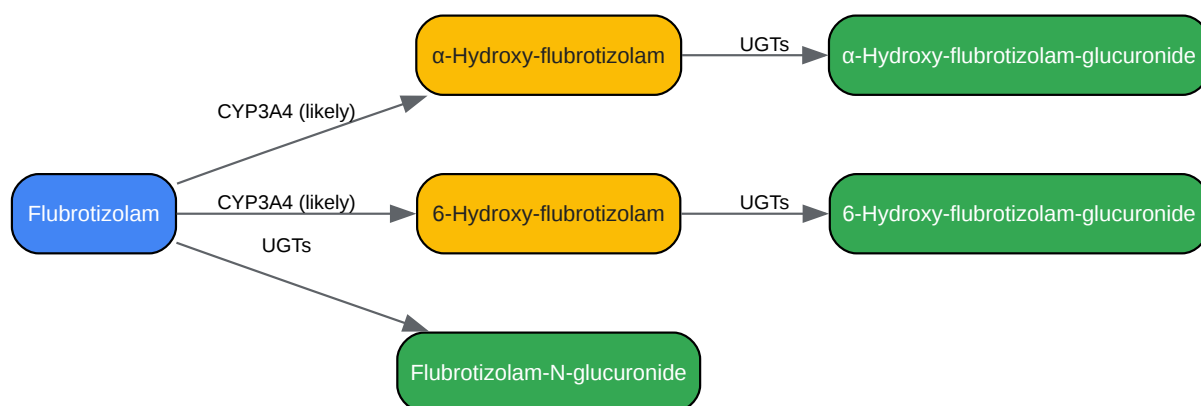 α-Hydroxy-flubrotizolam
UGTs
α-Hydroxy-flubrotizolam-glucuronide
CYP3A4 (likely)
Flubrotizolam
CYP3A4 (likely)
6-Hydroxy-flubrotizolam
UGTs
6-Hydroxy-flubrotizolam-glucuronide
UGTs
Flubrotizolam-N-glucuronide